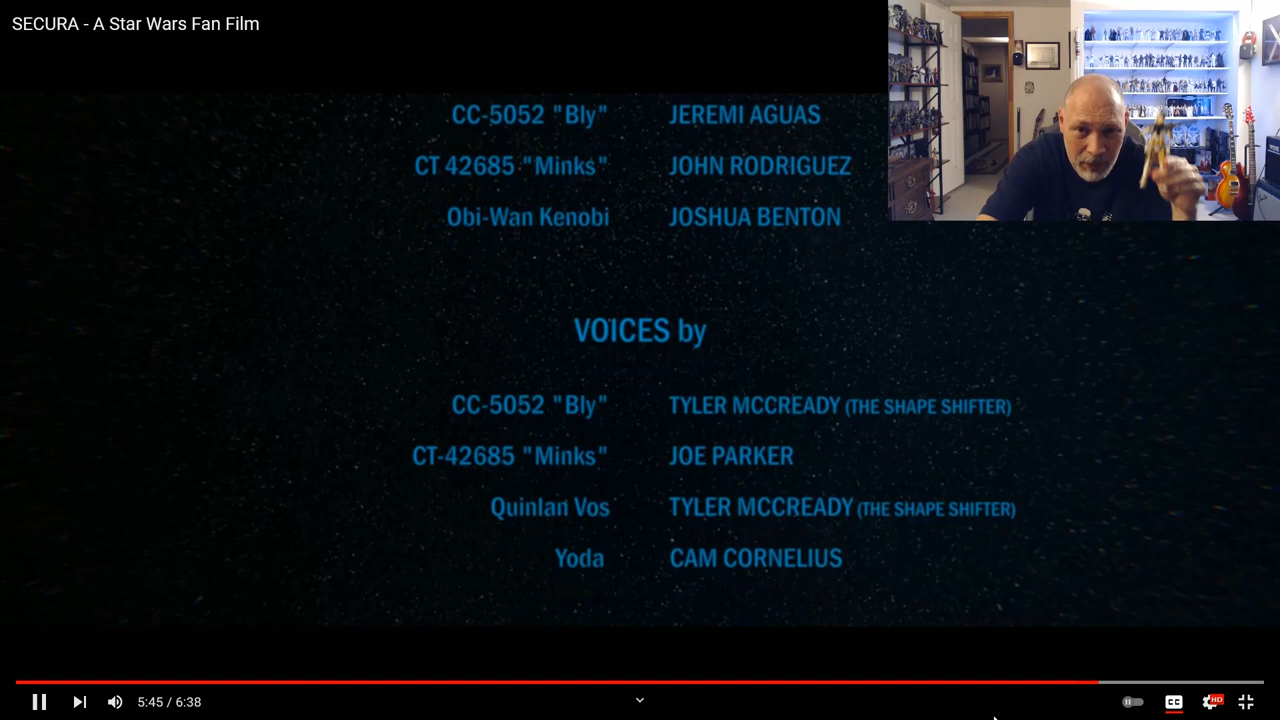 SECURA - A Star Wars Fan Film
CC-5052 "Bly" JEREMI AGUAS
CT 42685 "Minks" JOHN RODRIGUEZ
Obi-Wan Kenobi JOSHUA BENTON
VOICES by
CC-5052 "Bly" TYLER MCCREADY (THE SHAPE SHIFTER)
CT-42685 "Minks" JOE PARKER
Quinlan Vos TYLER MCCREADY (THE SHAPE SHIFTER)
Yoda CAM CORNELIUS
5:45 / 6:38
CC
HD